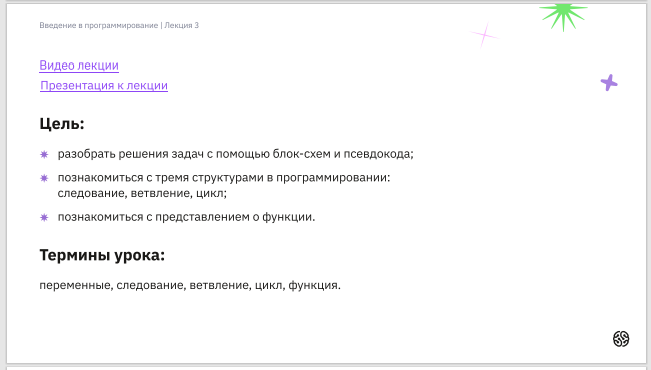 Введение в программирование | Лекция 3
Видео лекции
Презентация к лекции
Цель:
разобрать решения задач с помощью блок-схем и псевдокода;
познакомиться с тремя структурами в программировании:
следование, ветвление, цикл;
познакомиться с представлением о функции.
Термины урока:
переменные, следование, ветвление, цикл, функция.